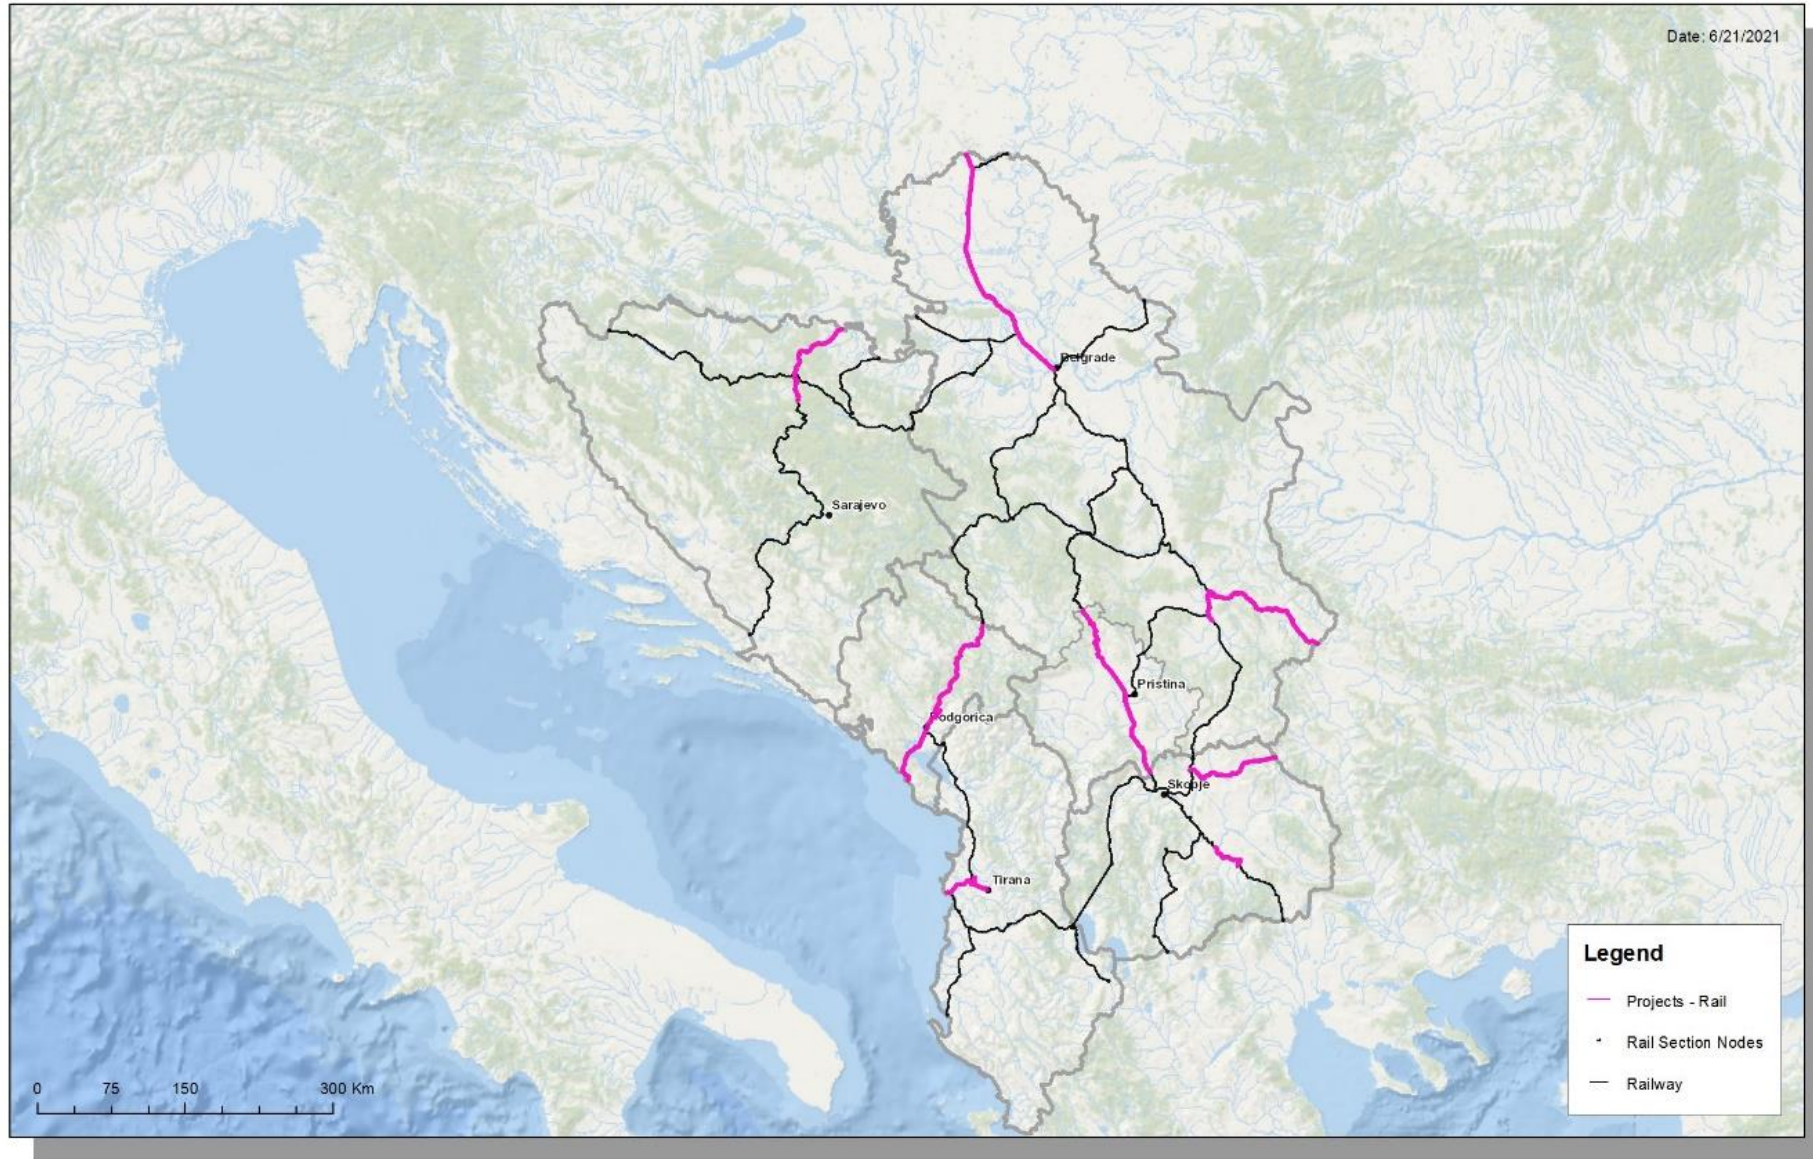 Date: 6/21/2021
Belgrade
Sarajevo
Pristina
Podgorica
Skopje
Tirana
Legend
Projects - Rail
Rail Section Nodes
Railway
0 75 150 300 Km